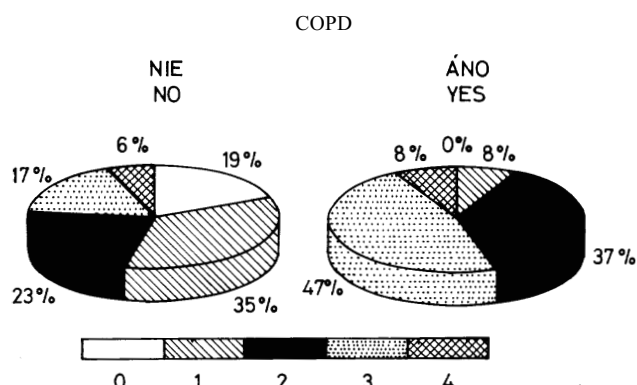 COPD
NIE
NO
ÁNO
YES
6%
19%
17%
23%
35%
8%
0%
8%
37%
47%
0 1 2 3 4